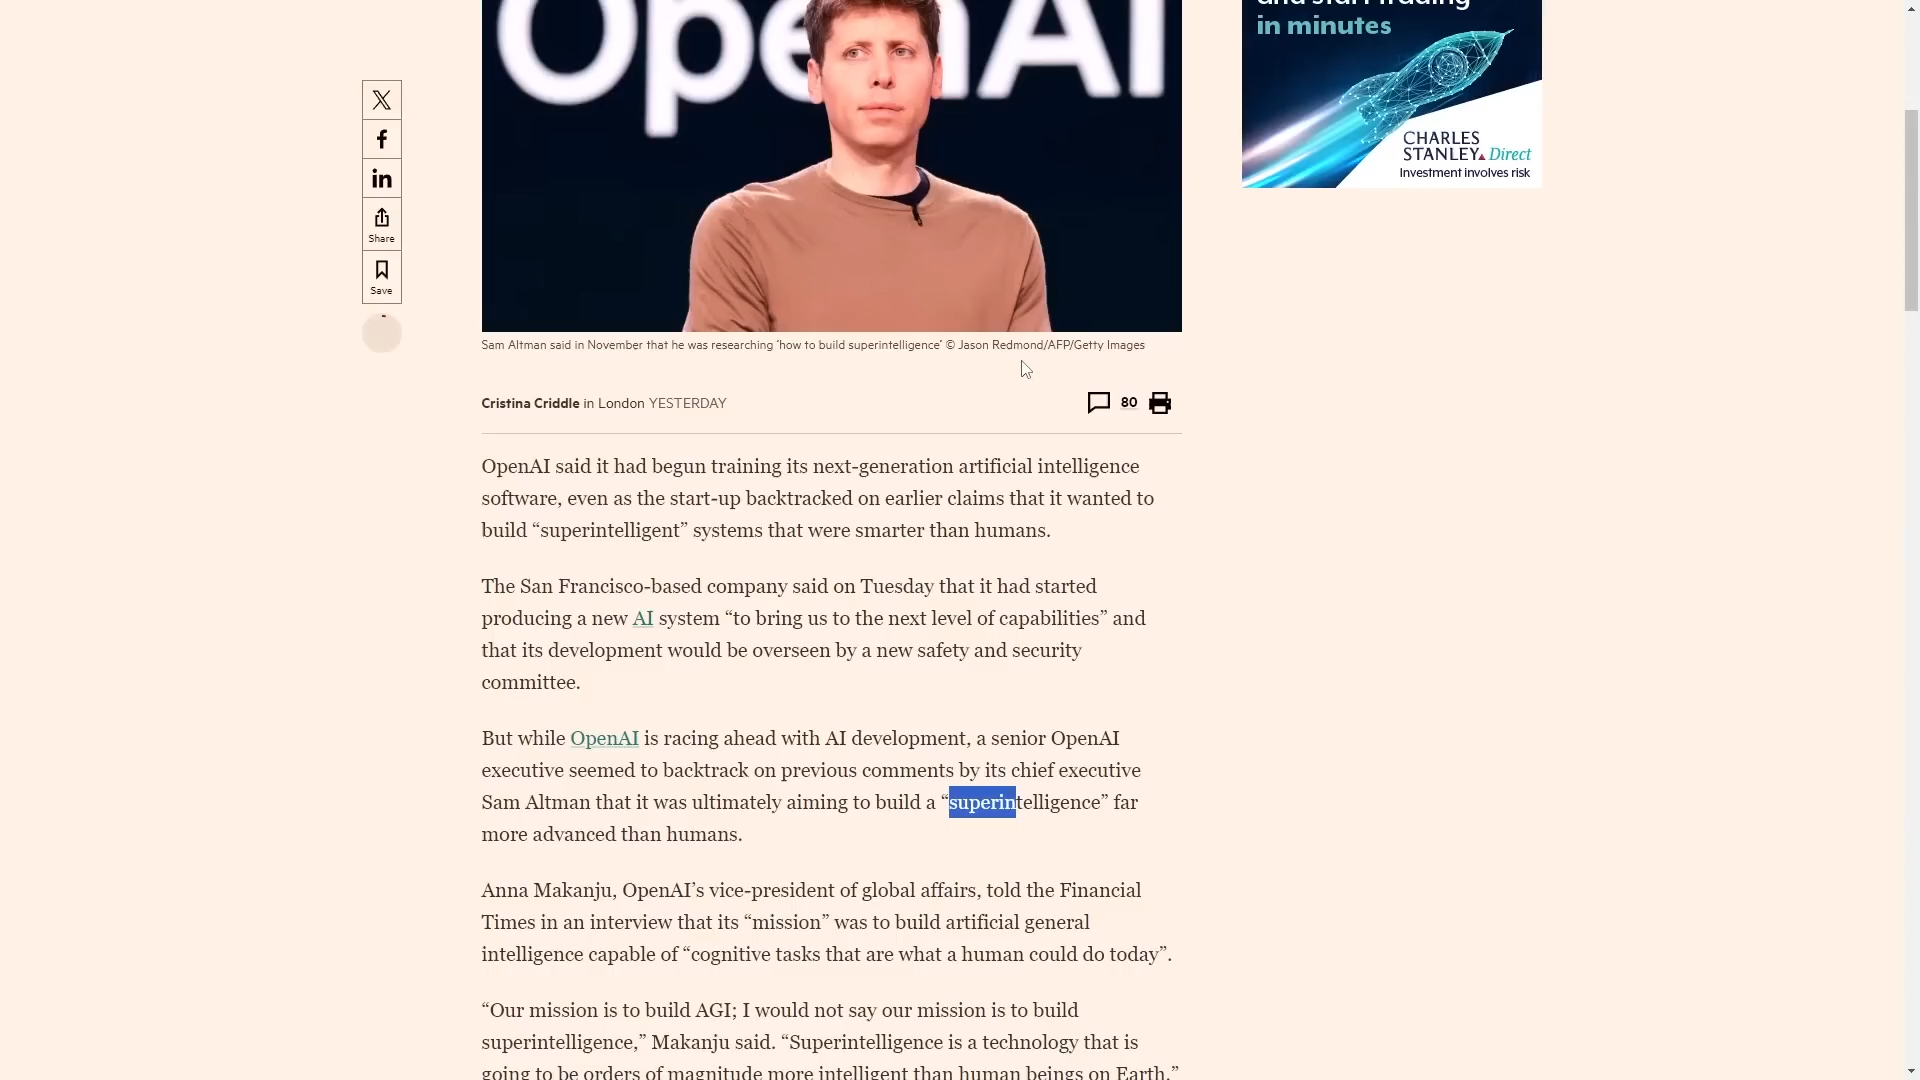 OpenAI
and start trading
in minutes
CHARLES
STANLEY Direct
Investment involves risk
Share
Save
Sam Altman said in November that he was researching ‘how to build superintelligence’ © Jason Redmond/AFP/Getty Images
Cristina Criddle in London YESTERDAY
80
OpenAI said it had begun training its next-generation artificial intelligence
software, even as the start-up backtracked on earlier claims that it wanted to
build “superintelligent” systems that were smarter than humans.
The San Francisco-based company said on Tuesday that it had started
producing a new AI system “to bring us to the next level of capabilities” and
that its development would be overseen by a new safety and security
committee.
But while OpenAI is racing ahead with AI development, a senior OpenAI
executive seemed to backtrack on previous comments by its chief executive
Sam Altman that it was ultimately aiming to build a “superintelligence” far
more advanced than humans.
Anna Makanju, OpenAI’s vice-president of global affairs, told the Financial
Times in an interview that its “mission” was to build artificial general
intelligence capable of “cognitive tasks that are what a human could do today”.
“Our mission is to build AGI; I would not say our mission is to build
superintelligence,” Makanju said. “Superintelligence is a technology that is
going to be orders of magnitude more intelligent than human beings on Earth.”